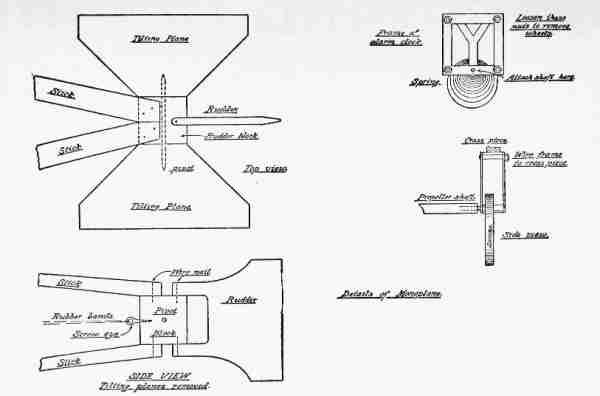 Tilting Plane
Stick
Stick
Rudder
Rudder block
pivot
Top view
Tilting Plane
Frame of
alarm clock.
Loosen these
nuts to remove
wheels.
Spring.
Attach shaft here.
Cross piece
Wire frame
to cross piece.
Propeller shaft.
Side view.
Details of Monoplane.
Stick
Wire nail
Rudder
Rubber bands
Pivot
Screw eye
Block
Stick
SIDE VIEW
Tilting planes removed.